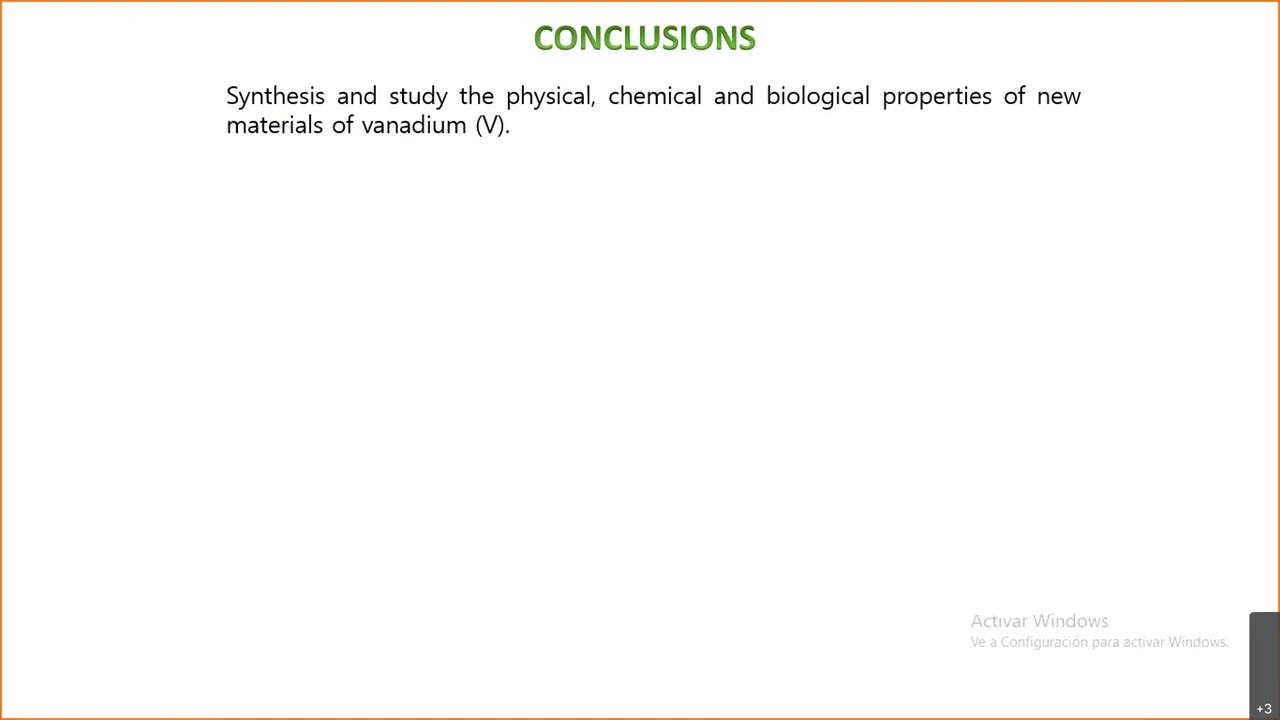 CONCLUSIONS
Synthesis and study the physical, chemical and biological properties of new
materials of vanadium (V).
Activar Windows
Ve a Configuración para activar Windows.
+3